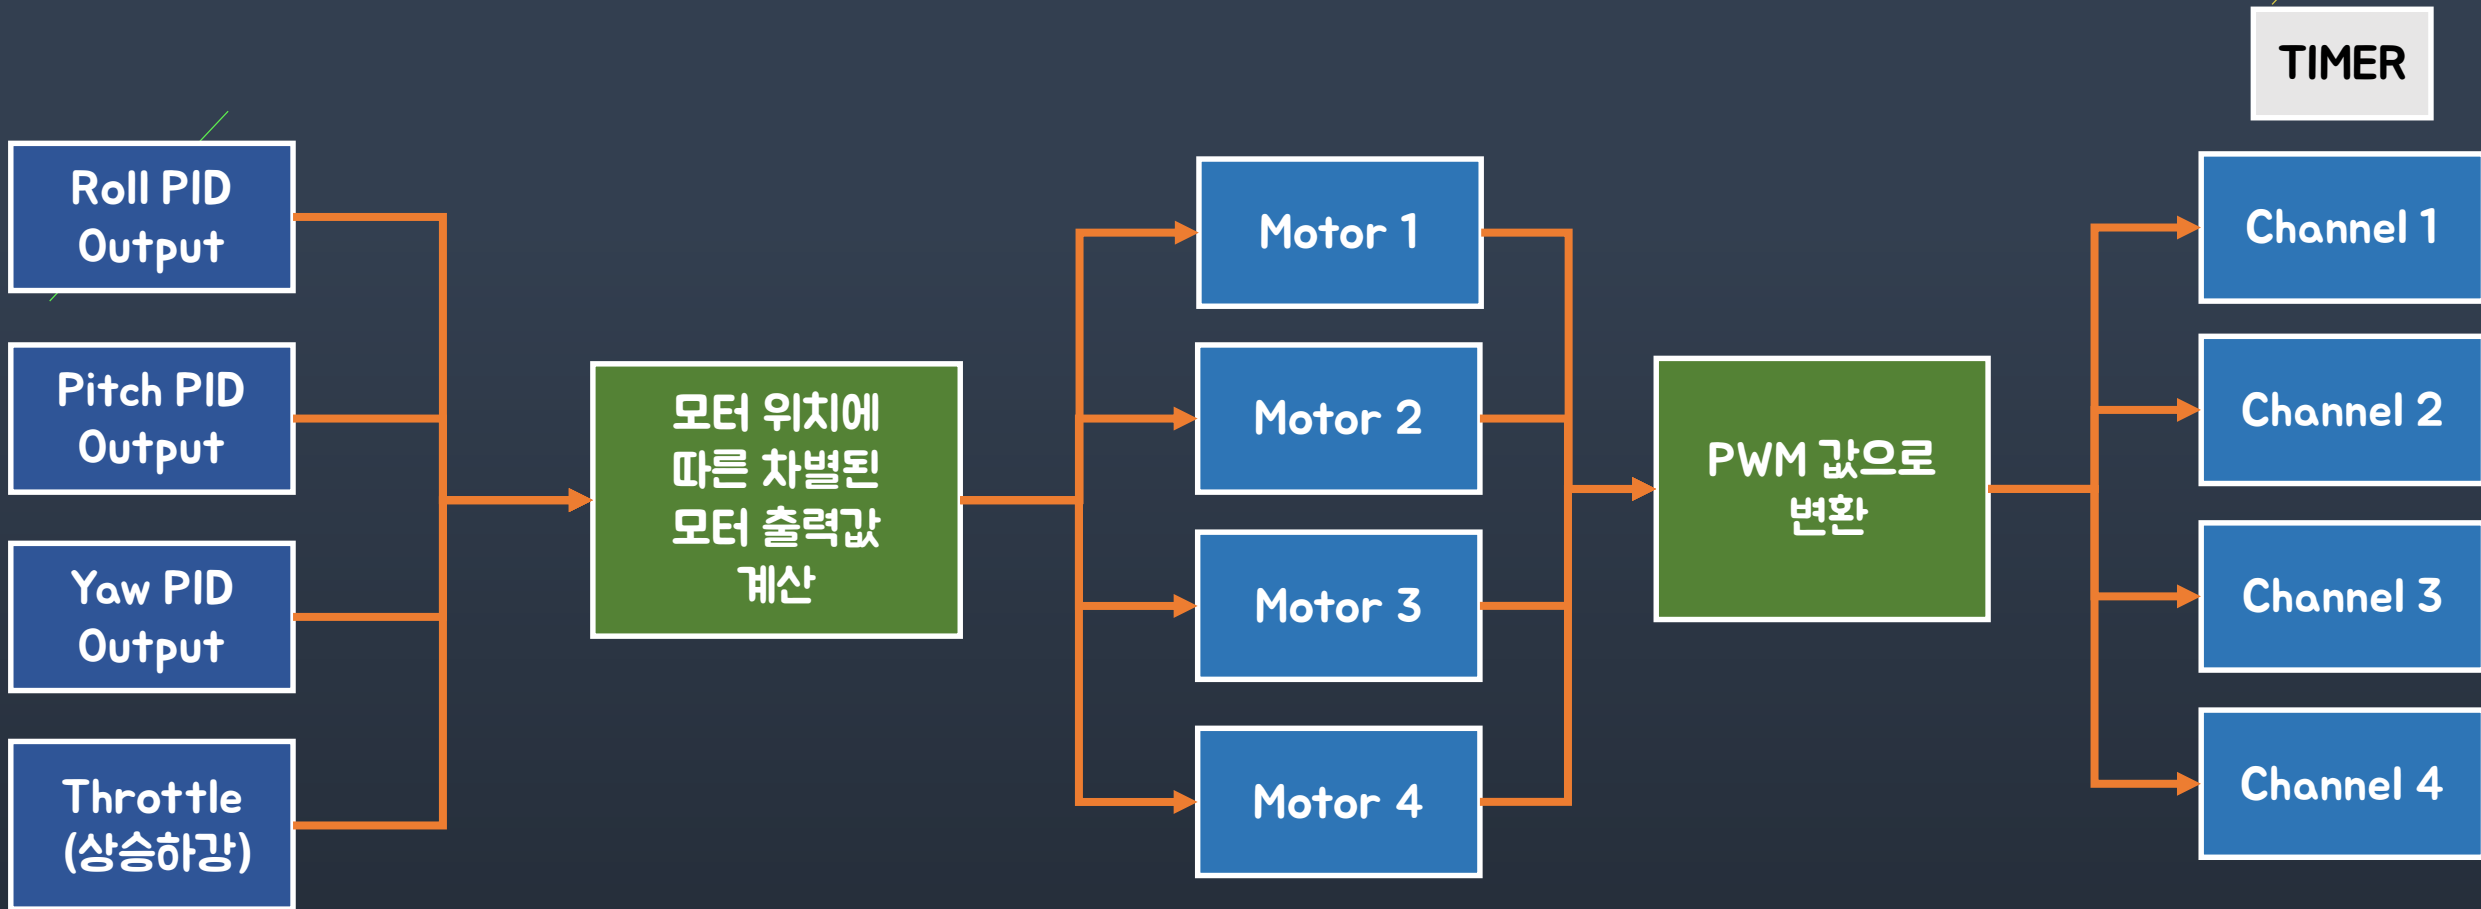 TIMER
Roll PID
Output
Pitch PID
Output
Yaw PID
Output
Throttle
(상승하강)
모터 위치에
따른 차별된
모터 출력값
계산
Motor 1
Motor 2
Motor 3
Motor 4
PWM 값으로
변환
Channel 1
Channel 2
Channel 3
Channel 4